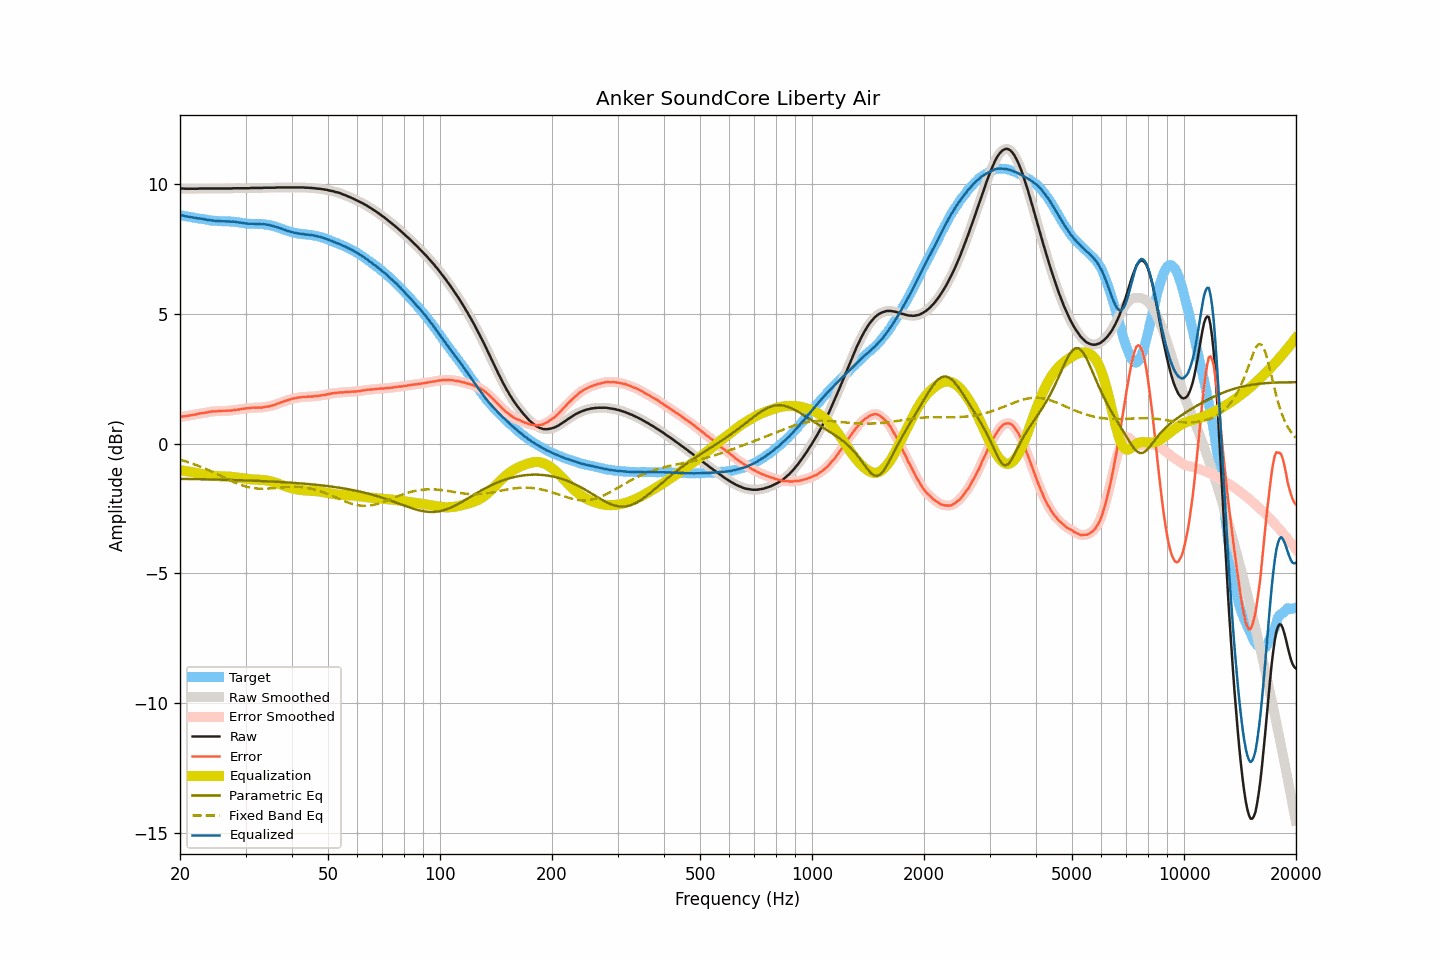 Anker SoundCore Liberty Air
Amplitude (dBr)
10
5
0
−5
−10
−15
Target
Raw Smoothed
Error Smoothed
Raw
Error
Equalization
Parametric Eq
Fixed Band Eq
Equalized
20 50 100 200 500 1000 2000 5000 10000 20000
Frequency (Hz)